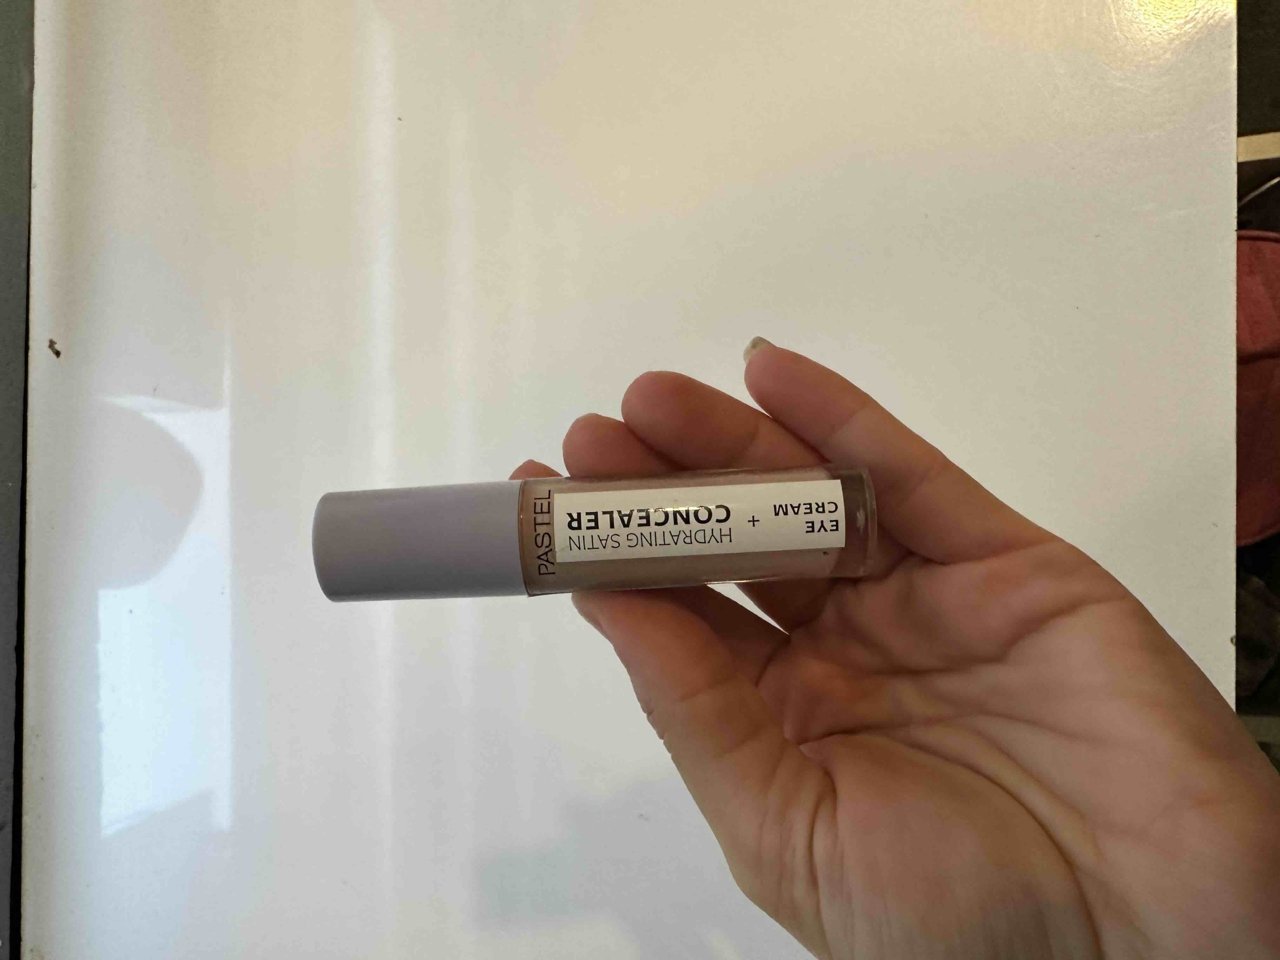 PASTEL
EYE
CREAM
+
HYDRATING SATIN
CONCEALER